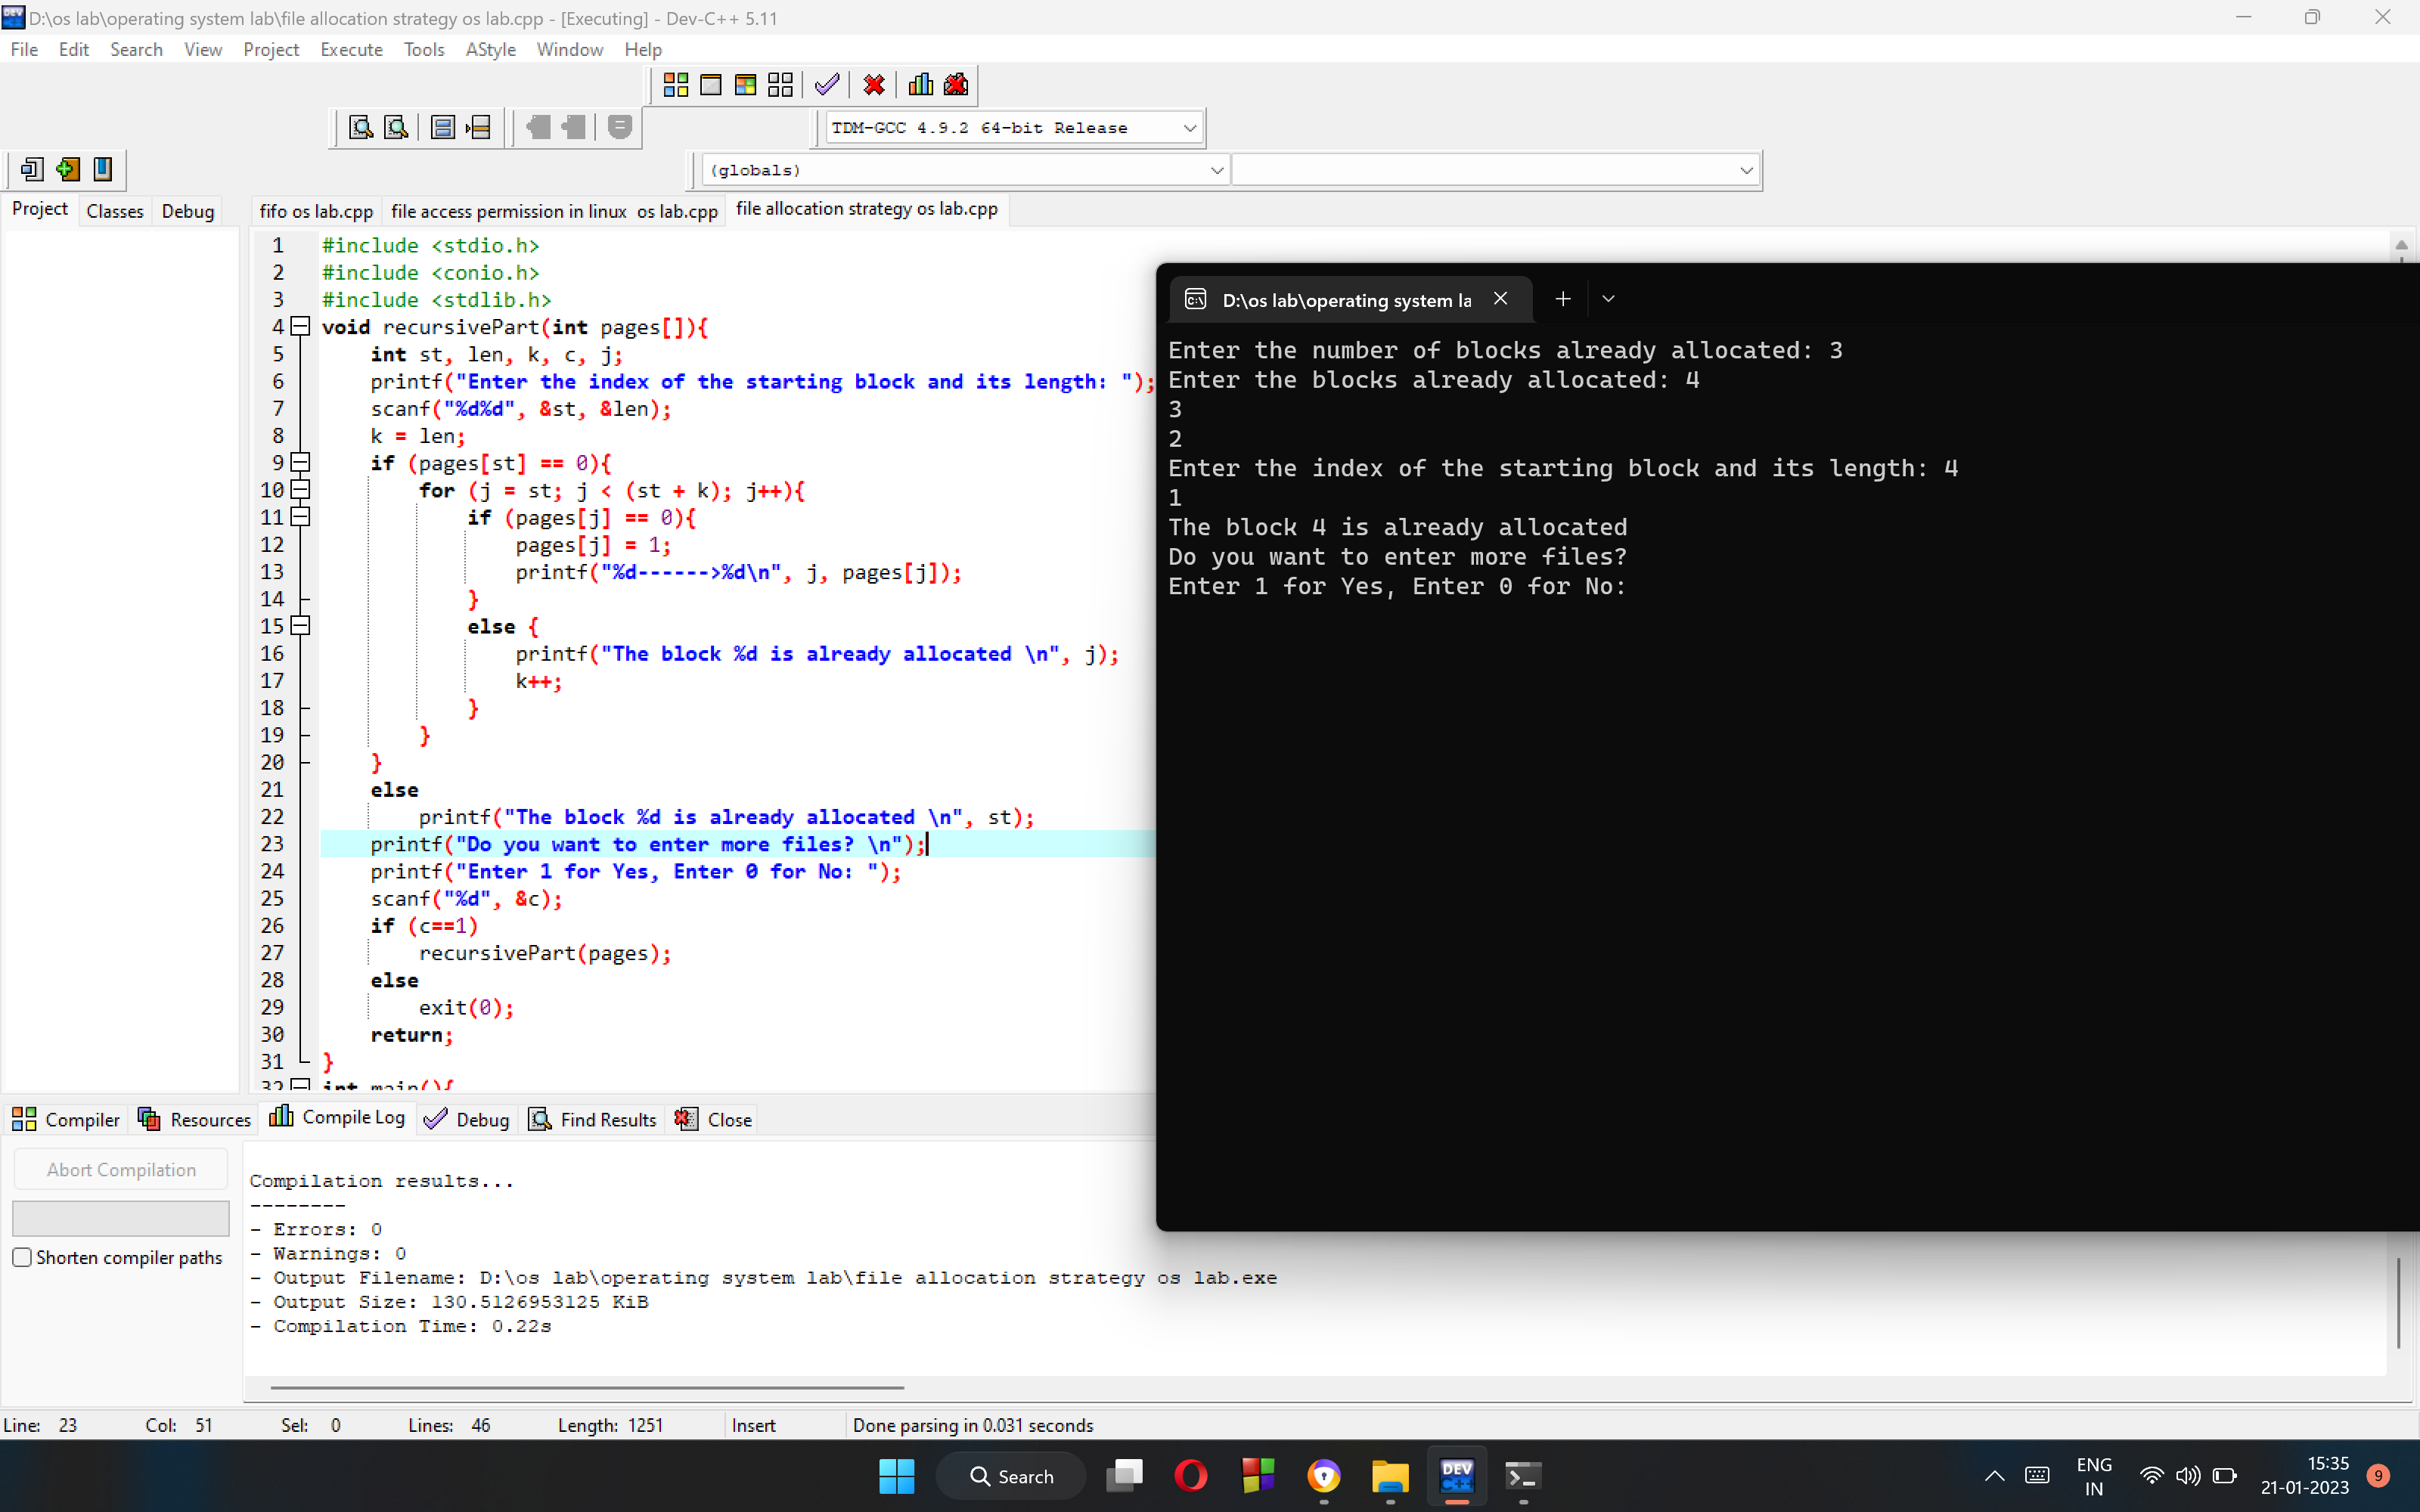 D:\os lab\operating system lab\file allocation strategy os lab.cpp - [Executing] - Dev-C++ 5.11
File Edit Search View Project Execute Tools AStyle Window Help
TDM-GCC 4.9.2 64-bit Release
(globals)
Project Classes Debug
fifo os lab.cpp file access permission in linux os lab.cpp file allocation strategy os lab.cpp
1 #include <stdio.h>
2 #include <conio.h>
3 #include <stdlib.h>
4 void recursivePart(int pages[]){
5 int st, len, k, c, j;
6 printf("Enter the index of the starting block and its length: ");
7 scanf("%d%d", &st, &len);
8 k = len;
9 if (pages[st] == 0){
10 for (j = st; j < (st + k); j++){
11 if (pages[j] == 0){
12 pages[j] = 1;
13 printf("%d------>%d\n", j, pages[j]);
14 }
15 else {
16 printf("The block %d is already allocated \n", j);
17 k++;
18 }
19 }
20 }
21 else
22 printf("The block %d is already allocated \n", st);
23 printf("Do you want to enter more files? \n");
24 printf("Enter 1 for Yes, Enter 0 for No: ");
25 scanf("%d", &c);
26 if (c==1)
27 recursivePart(pages);
28 else
29 exit(0);
30 return;
31 }
32 int main(){
D:\os lab\operating system la
Enter the number of blocks already allocated: 3
Enter the blocks already allocated: 4
3
2
Enter the index of the starting block and its length: 4
1
The block 4 is already allocated
Do you want to enter more files?
Enter 1 for Yes, Enter 0 for No:
Compiler Resources Compile Log Debug Find Results Close
Abort Compilation
Shorten compiler paths
Compilation results...
--------
- Errors: 0
- Warnings: 0
- Output Filename: D:\os lab\operating system lab\file allocation strategy os lab.exe
- Output Size: 130.5126953125 KiB
- Compilation Time: 0.22s
Line: 23 Col: 51 Sel: 0 Lines: 46 Length: 1251 Insert Done parsing in 0.031 seconds
Search
DEV C++
ENG
IN
15:35
21-01-2023
9